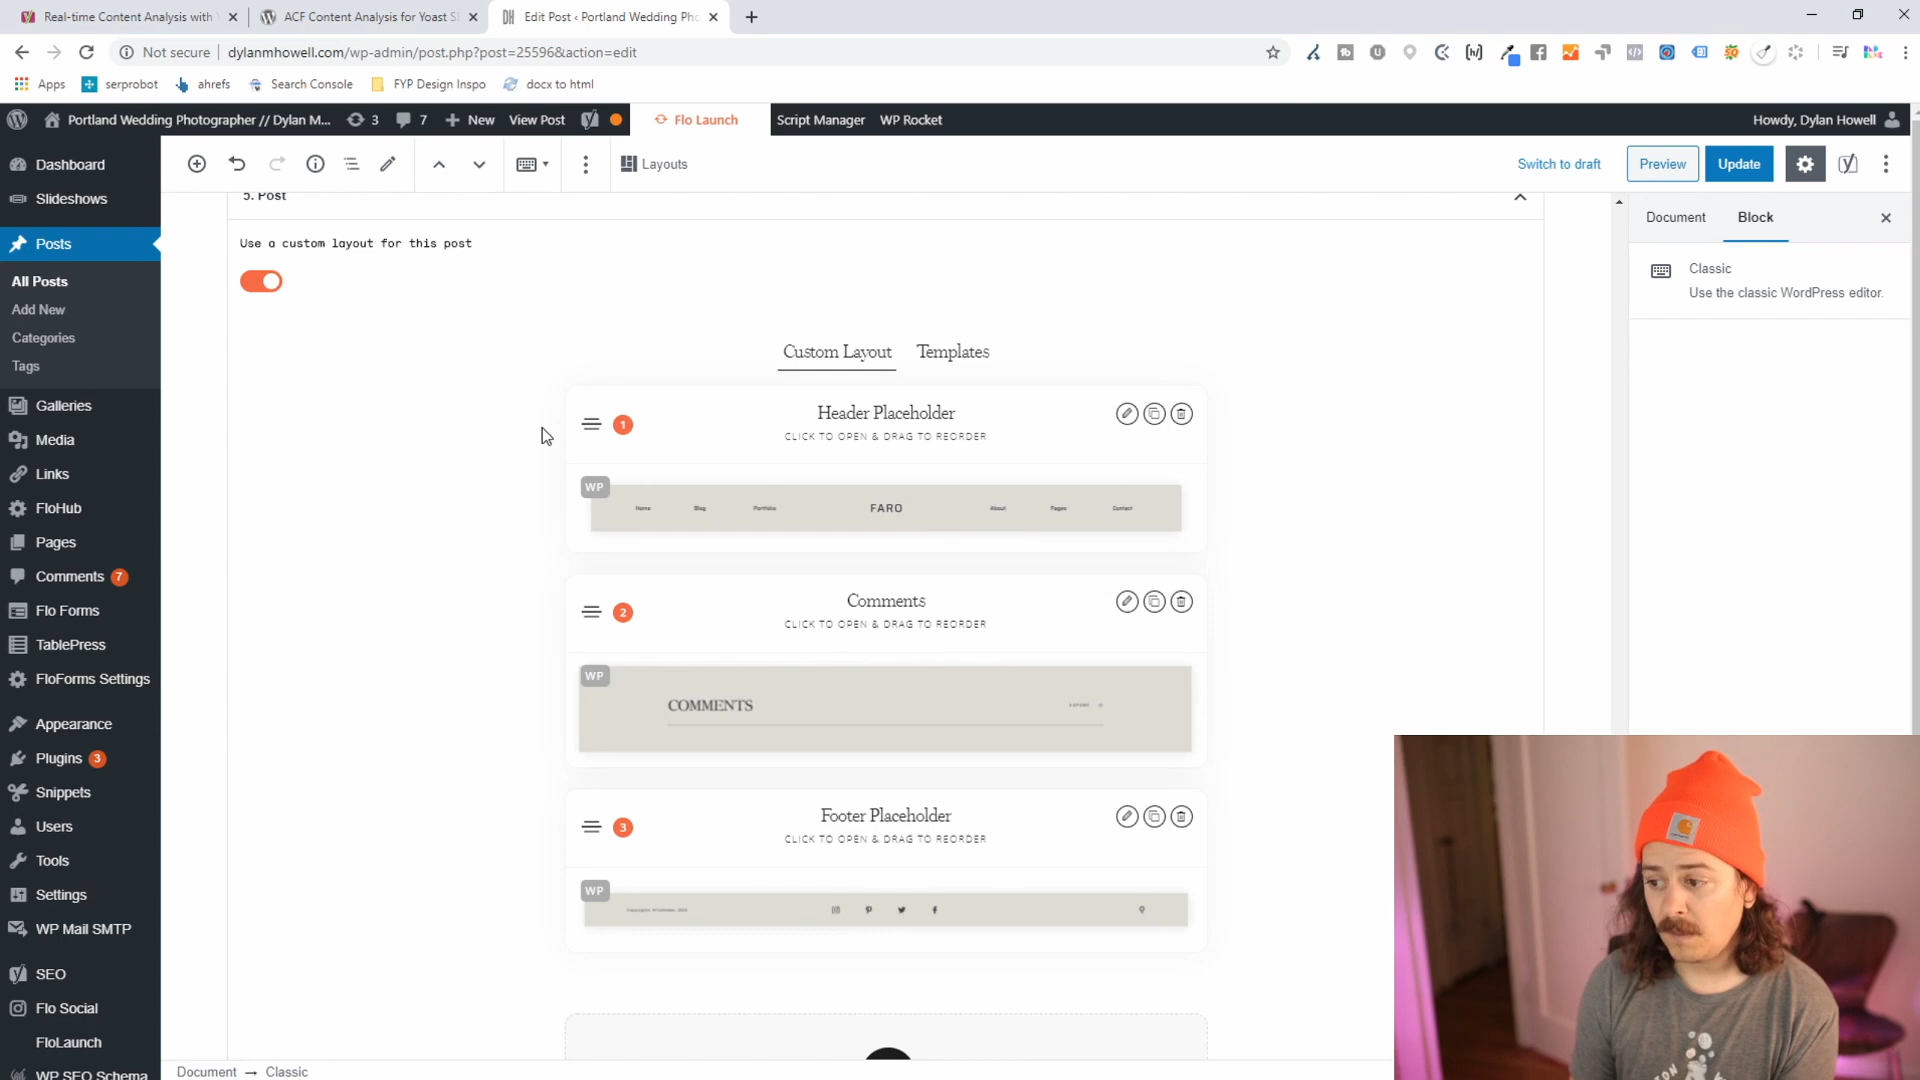 Real-time Content Analysis with
ACF Content Analysis for Yoast S
Edit Post ‹ Portland Wedding Pho
Not secure
dylanmhowell.com/wp-admin/post.php?post=25596&action=edit
Apps
serprobot
ahrefs
Search Console
FYP Design Inspo
docx to html
Portland Wedding Photographer // Dylan M...
3
7
New
View Post
Flo Launch
Script Manager
WP Rocket
Howdy, Dylan Howell
Dashboard
Slideshows
Posts
All Posts
Add New
Categories
Tags
Galleries
Media
Links
FloHub
Pages
Comments 7
Flo Forms
TablePress
FloForms Settings
Appearance
Plugins 3
Snippets
Users
Tools
Settings
WP Mail SMTP
SEO
Flo Social
FloLaunch
WP SEO Schema
Layouts
Switch to draft
Preview
Update
5. Post
Use a custom layout for this post
Custom Layout
Templates
1
Header Placeholder
CLICK TO OPEN & DRAG TO REORDER
WP
Home
Blog
Portfolio
FARO
About
Pages
Contact
2
Comments
CLICK TO OPEN & DRAG TO REORDER
WP
COMMENTS
3
Footer Placeholder
CLICK TO OPEN & DRAG TO REORDER
WP
Document
Block
Classic
Use the classic WordPress editor.
Document → Classic